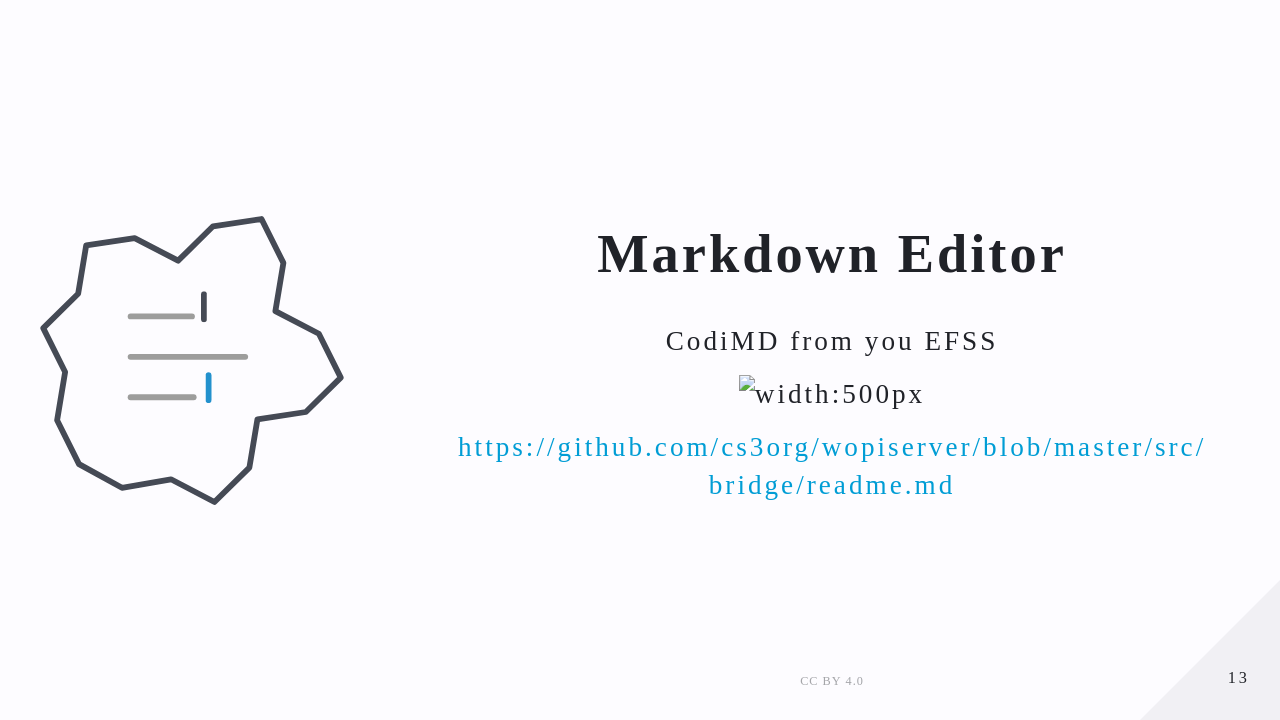 Markdown Editor
CodiMD from you EFSS
width:500px
https://github.com/cs3org/wopiserver/blob/master/src/
bridge/readme.md
CC BY 4.0
13